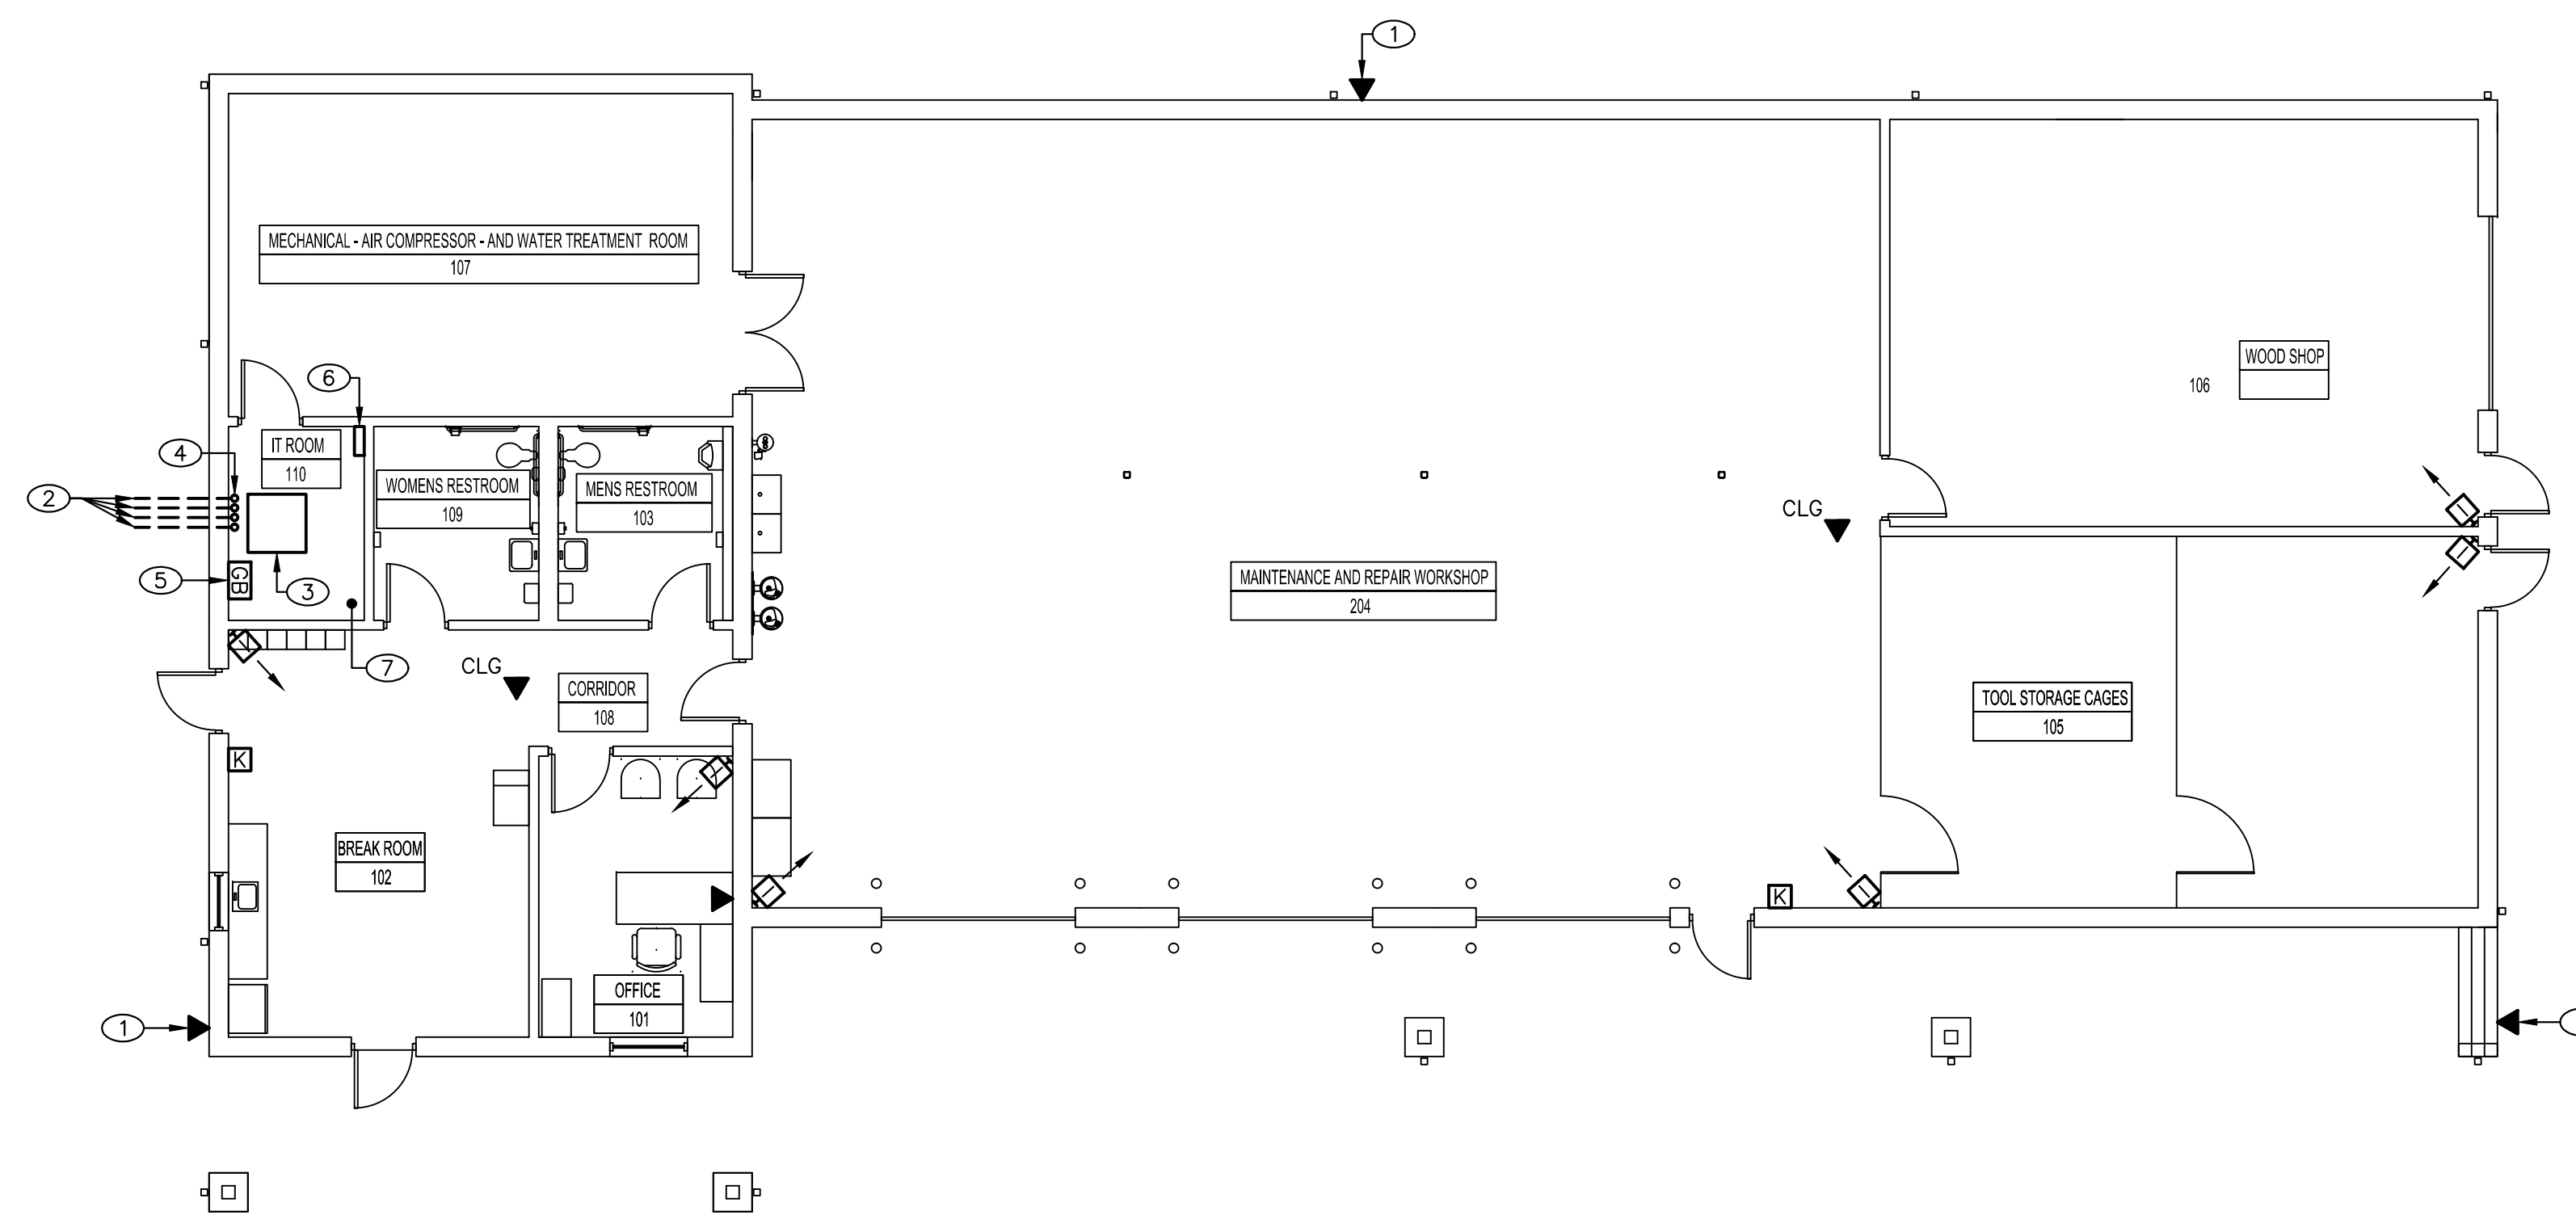 1
MECHANICAL - AIR COMPRESSOR - AND WATER TREATMENT ROOM
107
WOOD SHOP
106
6
4
IT ROOM
110
2
WOMENS RESTROOM
109
MENS RESTROOM
103
CLG
5
GB
3
MAINTENANCE AND REPAIR WORKSHOP
204
7
CLG
CORRIDOR
108
TOOL STORAGE CAGES
105
K
BREAK ROOM
102
K
OFFICE
101
1